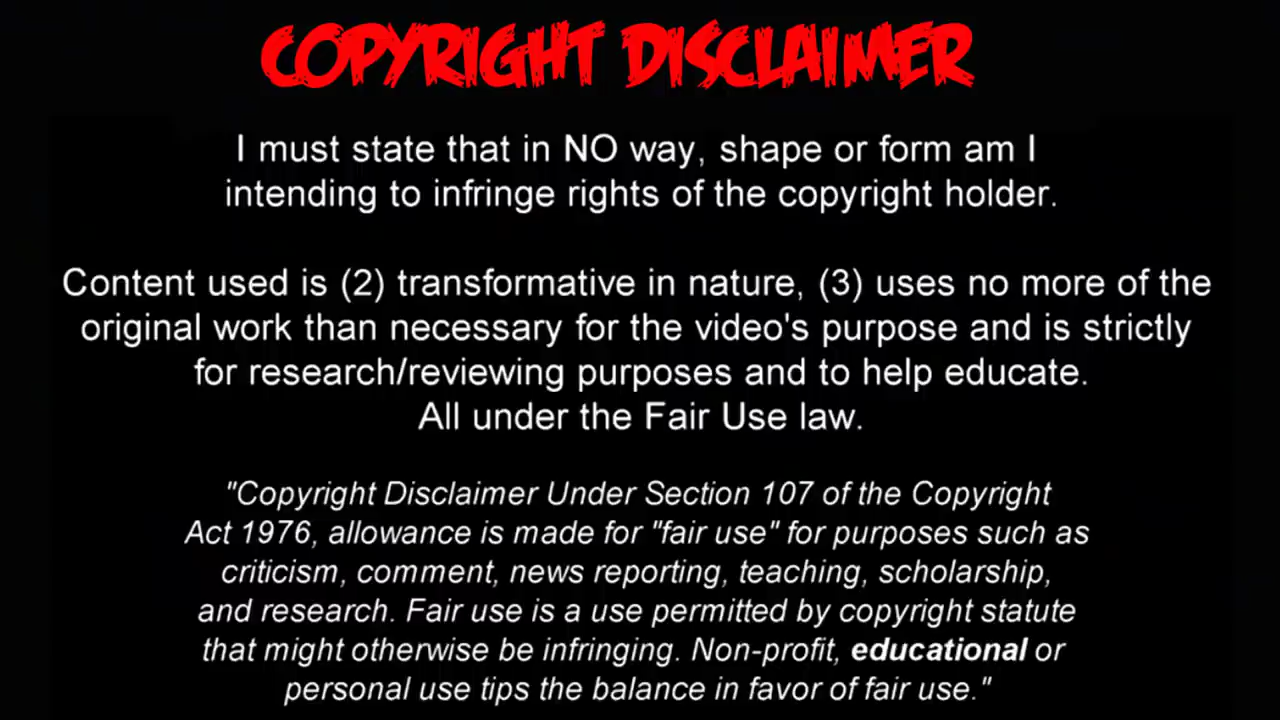 COPYRIGHT DISCLAIMER
I must state that in NO way, shape or form am I
intending to infringe rights of the copyright holder.
Content used is (2) transformative in nature, (3) uses no more of the
original work than necessary for the video's purpose and is strictly
for research/reviewing purposes and to help educate.
All under the Fair Use law.
"Copyright Disclaimer Under Section 107 of the Copyright
Act 1976, allowance is made for "fair use" for purposes such as
criticism, comment, news reporting, teaching, scholarship,
and research. Fair use is a use permitted by copyright statute
that might otherwise be infringing. Non-profit, educational or
personal use tips the balance in favor of fair use."